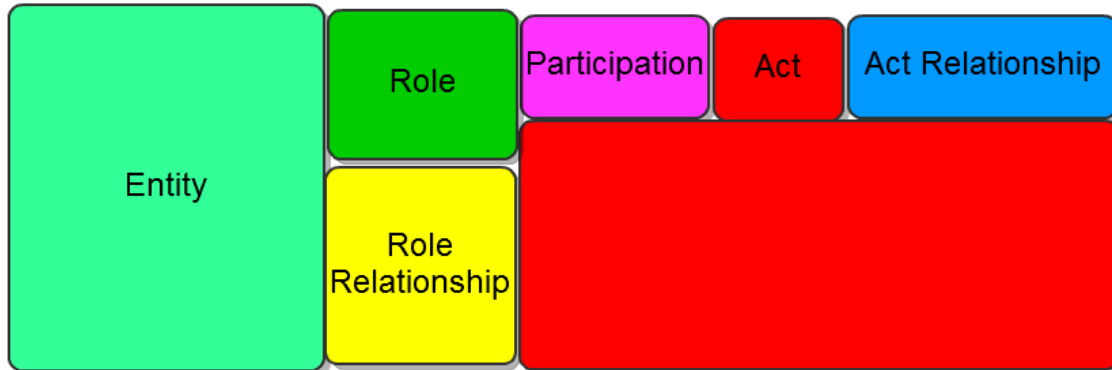 Entity
Role
Role
Relationship
Participation
Act
Act Relationship